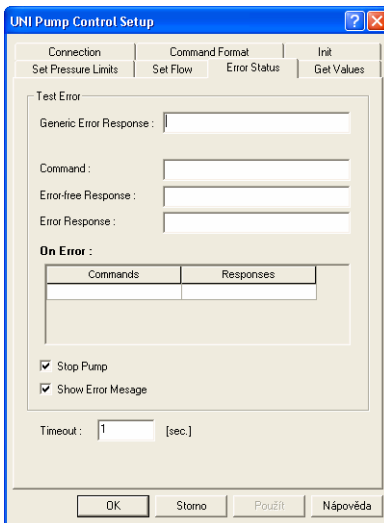 UNI Pump Control Setup
Connection Command Format Init
Set Pressure Limits Set Flow Error Status Get Values
Test Error
Generic Error Response :
Command :
Error-free Response :
Error Response :
On Error :
Commands Responses
Stop Pump
Show Error Mesage
Timeout : 1 [sec.]
OK Storno Použít Nápověda